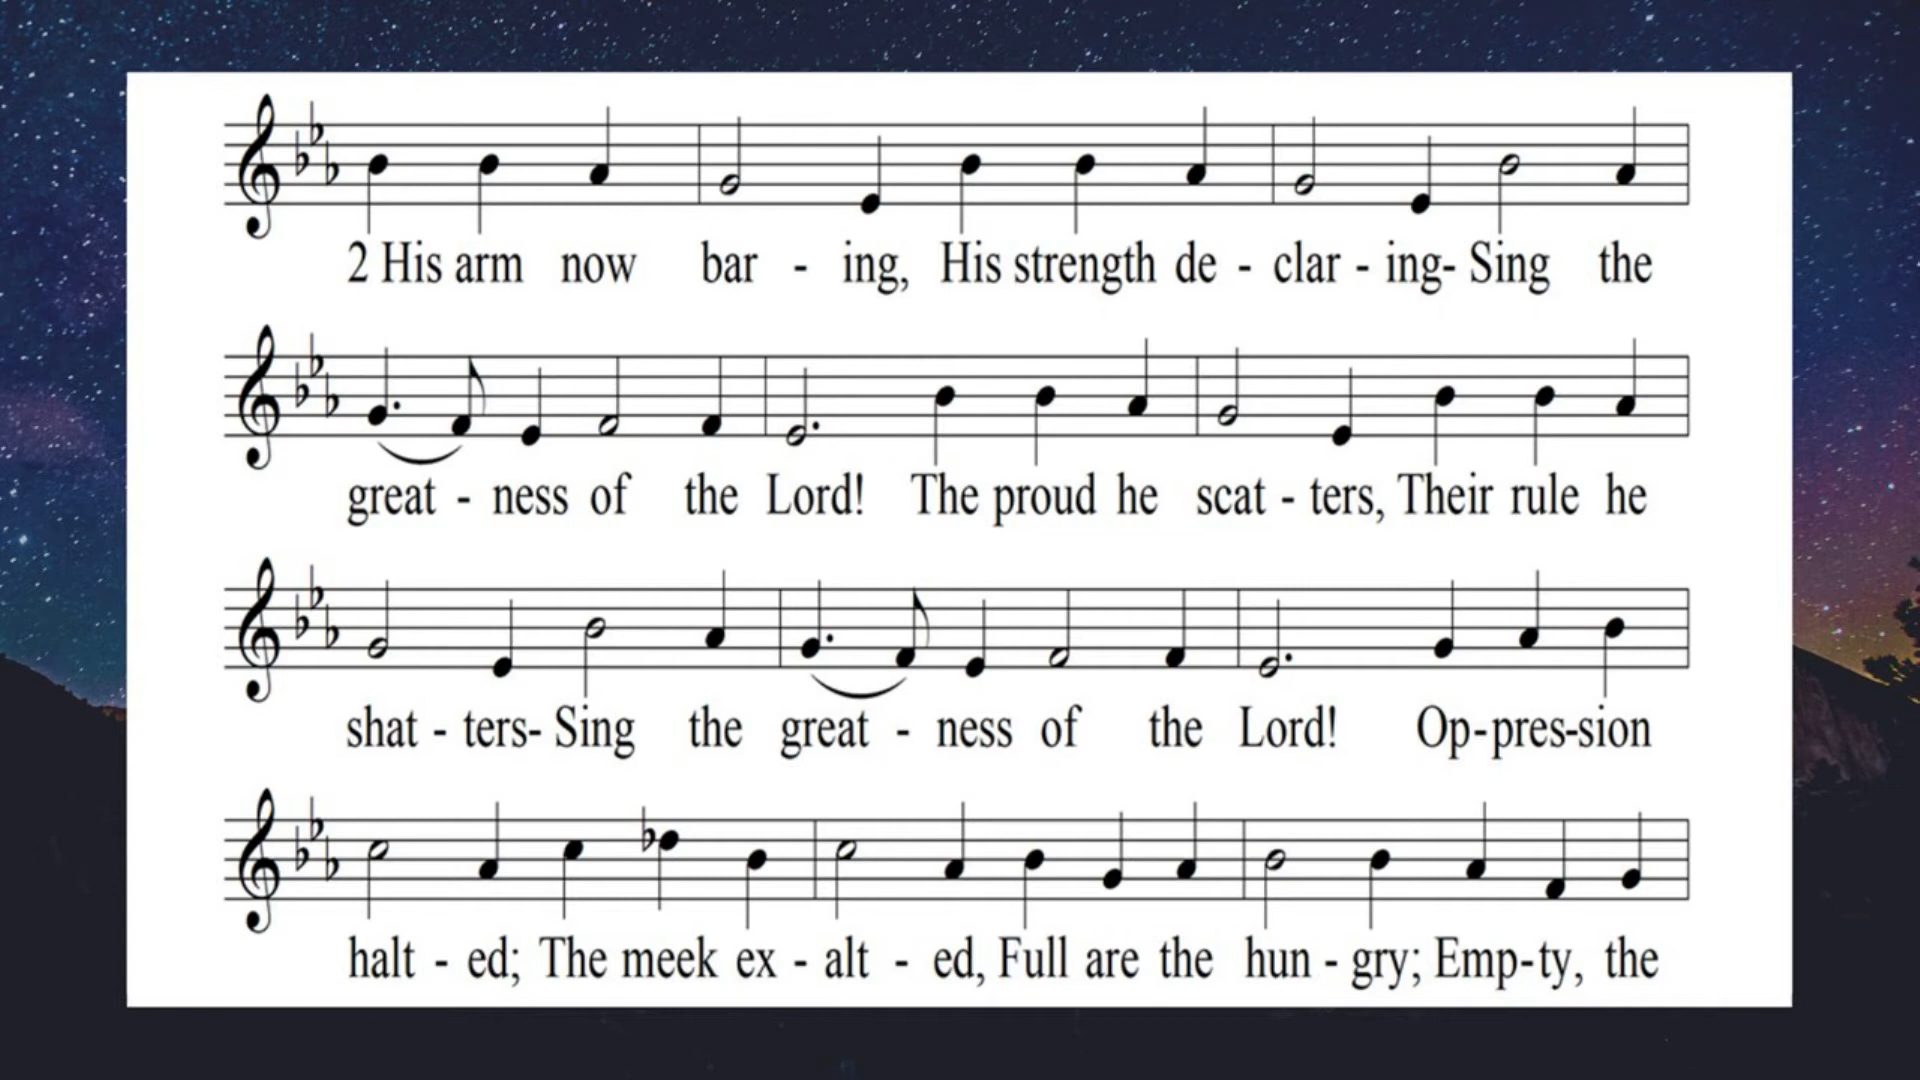 2 His arm now bar - ing, His strength de - clar - ing- Sing the
great - ness of the Lord! The proud he scat - ters, Their rule he
shat - ters- Sing the great - ness of the Lord! Op-pres-sion
halt - ed; The meek ex - alt - ed, Full are the hun - gry; Emp-ty, the